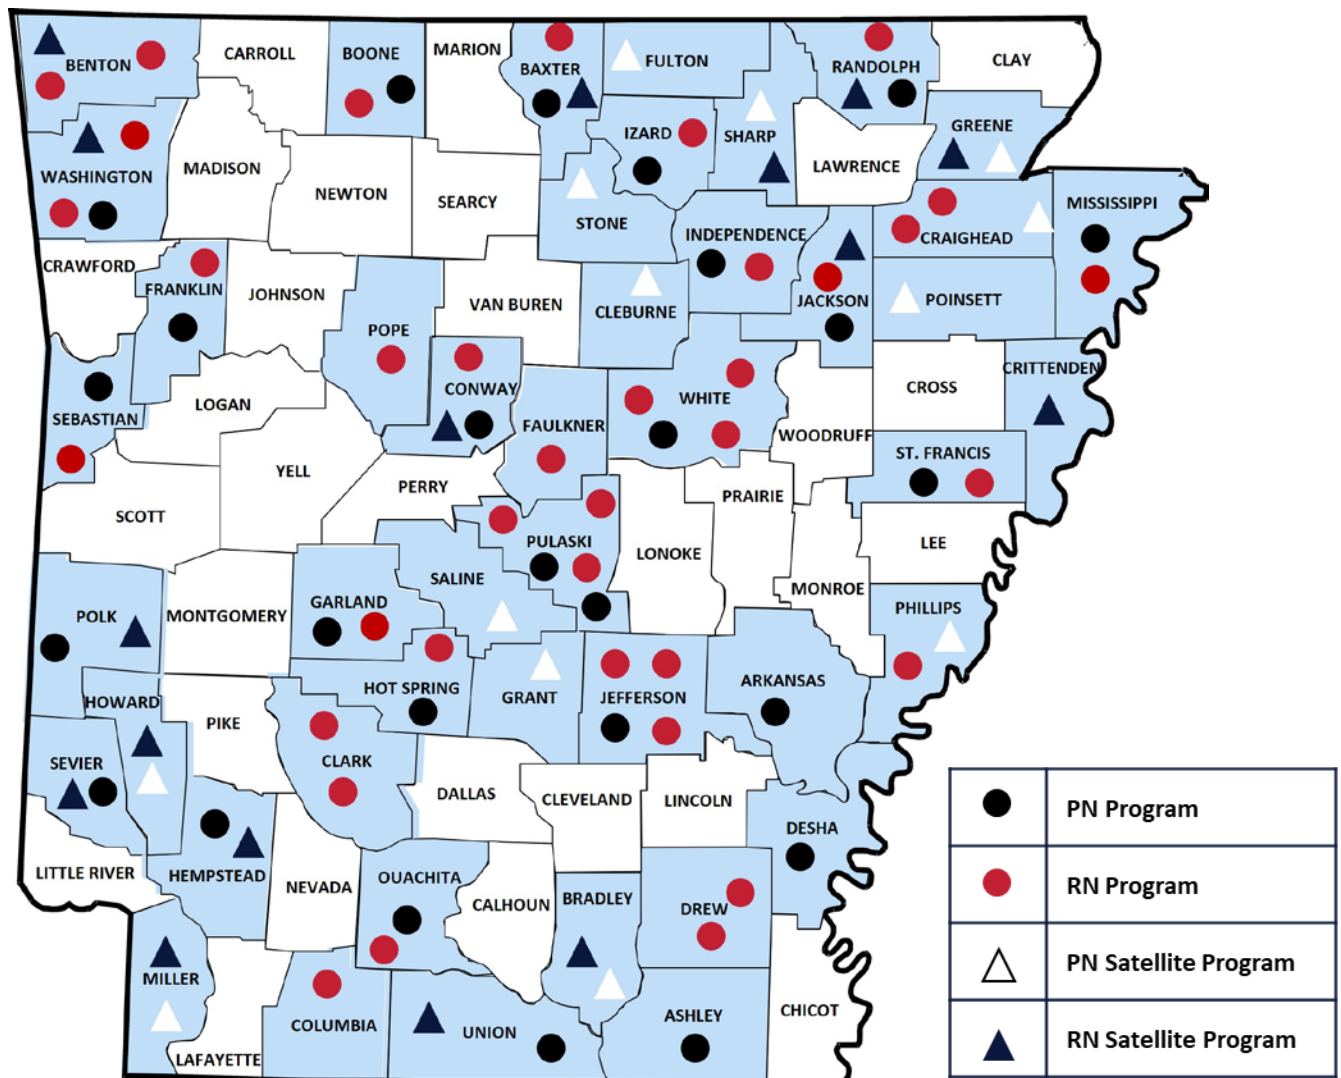 CARROLL
BOONE
MARION
BENTON
BAXTER
FULTON
RANDOLPH
CLAY
WASHINGTON
MADISON
NEWTON
SEARCY
IZARD
SHARP
LAWRENCE
GREENE
STONE
INDEPENDENCE
CRAIGHEAD
MISSISSIPPI
CRAWFORD
FRANKLIN
JOHNSON
POPE
VAN BUREN
CLEBURNE
JACKSON
POINSETT
SEBASTIAN
LOGAN
CONWAY
FAULKNER
WHITE
WOODRUFF
CROSS
CRITTENDEN
SCOTT
YELL
PERRY
PULASKI
LONOKE
PRAIRIE
ST. FRANCIS
LEE
MONROE
POLK
MONTGOMERY
GARLAND
SALINE
PHILLIPS
HOWARD
PIKE
HOT SPRING
GRANT
JEFFERSON
ARKANSAS
SEVIER
CLARK
DALLAS
CLEVELAND
LINCOLN
DESHA
LITTLE RIVER
HEMPSTEAD
NEVADA
OUACHITA
CALHOUN
BRADLEY
DREW
MILLER
LAFAYETTE
COLUMBIA
UNION
ASHLEY
CHICOT
PN Program
RN Program
PN Satellite Program
RN Satellite Program